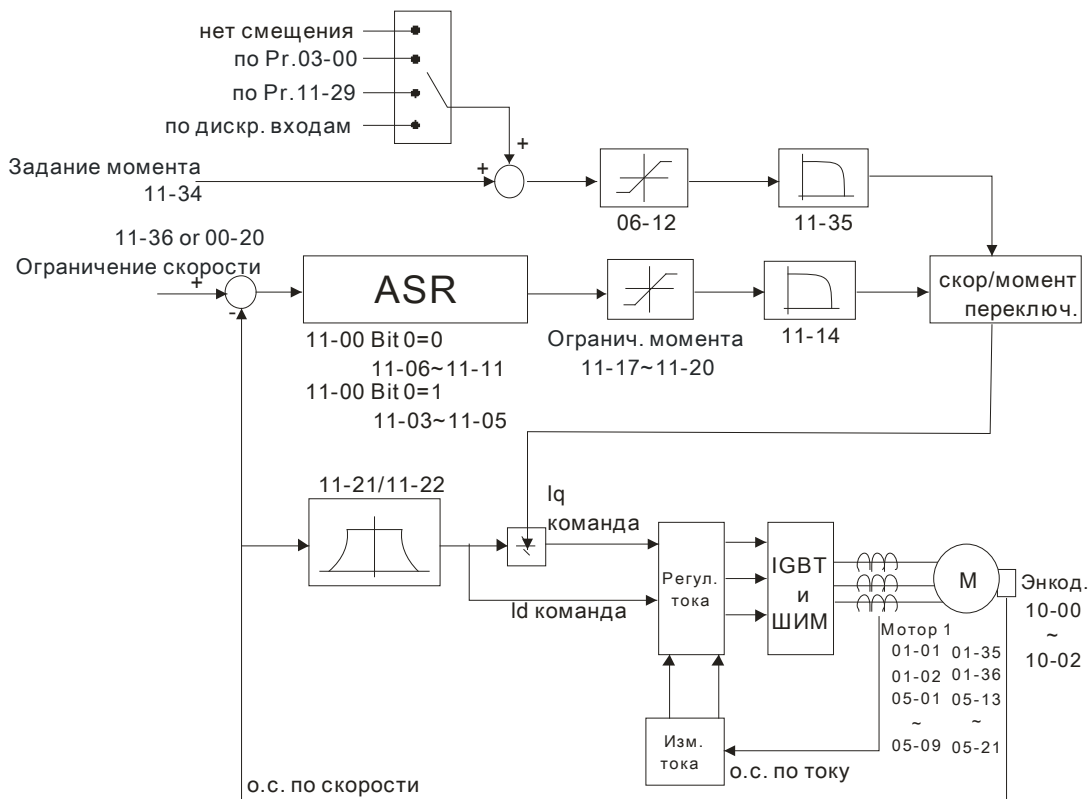 нет смещения
по Pr.03-00
по Pr.11-29
по дискр. входам
+
+
Задание момента
11-34
06-12
11-35
11-36 or 00-20
Ограничение скорости
+
-
ASR
скор/момент
переключ.
11-00 Bit 0=0
11-06~11-11
11-00 Bit 0=1
11-03~11-05
Огранич. момента
11-17~11-20
11-14
11-21/11-22
Iq
команда
Id команда
Регул.
тока
IGBT
и
ШИМ
М
Энкод.
10-00
~
10-02
Мотор 1
01-01 01-35
01-02 01-36
05-01 05-13
~ ~
05-09 05-21
Изм.
тока
о.с. по току
о.с. по скорости